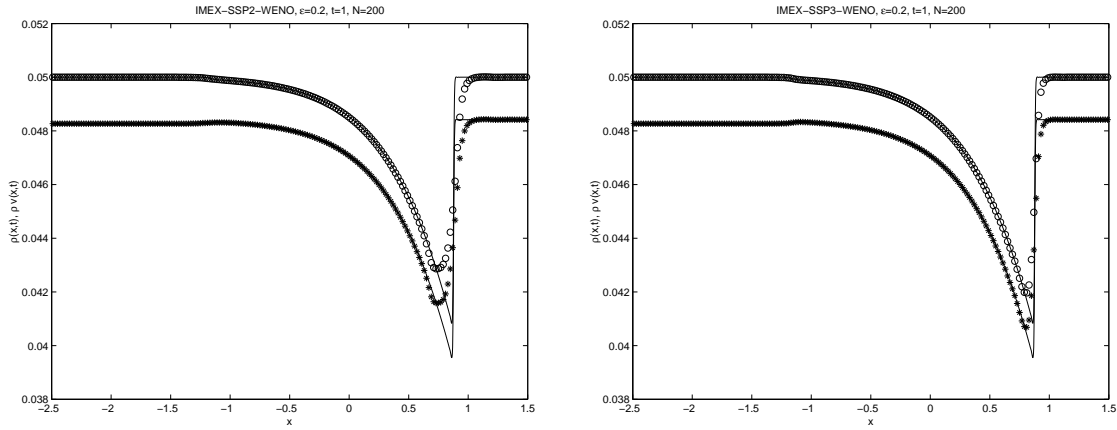 IMEX-SSP2-WENO, ε=0.2, t=1, N=200
0.052
0.05
0.048
0.046
0.044
0.042
0.04
0.038
ρ(x,t), ρ v(x,t)
-2.5 -2 -1.5 -1 -0.5 0 0.5 1 1.5
x
IMEX-SSP3-WENO, ε=0.2, t=1, N=200
0.052
0.05
0.048
0.046
0.044
0.042
0.04
0.038
ρ(x,t), ρ v(x,t)
-2.5 -2 -1.5 -1 -0.5 0 0.5 1 1.5
x